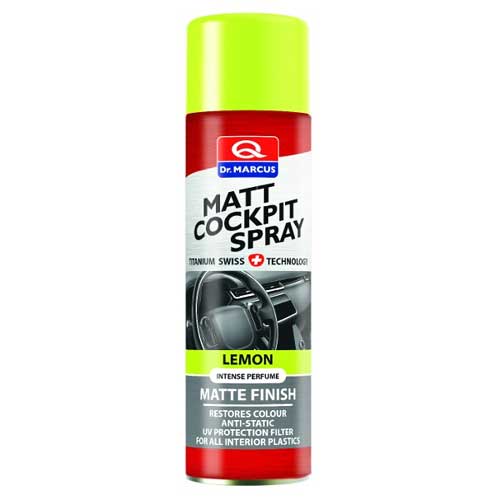 Dr. MARCUS
MATT
COCKPIT
SPRAY
TITANIUM SWISS TECHNOLOGY
LEMON
INTENSE PERFUME
MATTE FINISH
RESTORES COLOUR
ANTI-STATIC
UV PROTECTION FILTER
FOR ALL INTERIOR PLASTICS